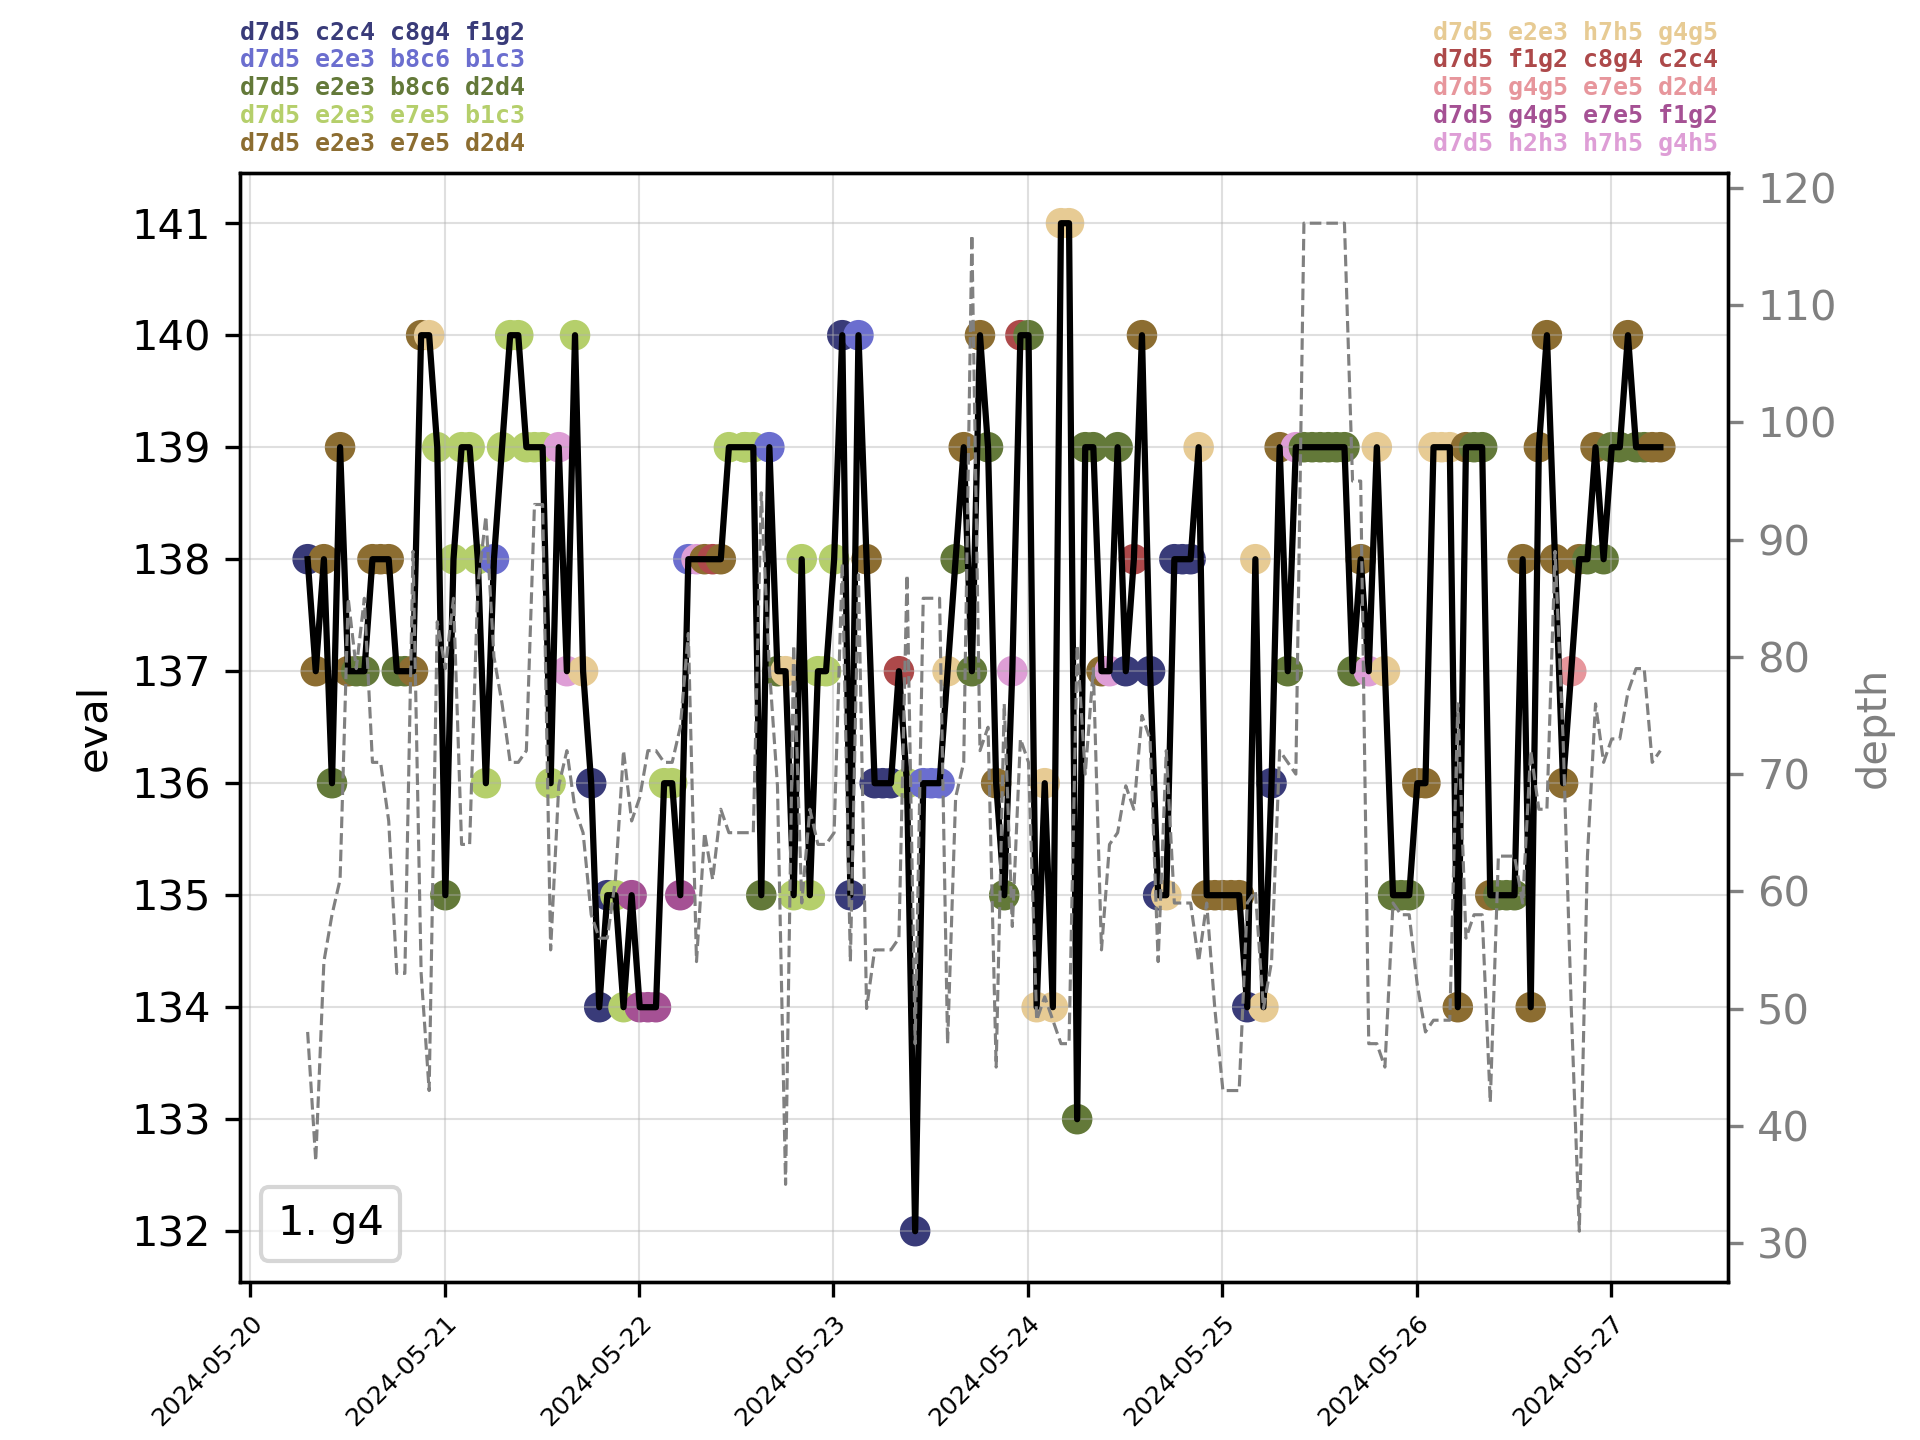 d7d5 c2c4 c8g4 f1g2
d7d5 e2e3 b8c6 b1c3
d7d5 e2e3 b8c6 d2d4
d7d5 e2e3 e7e5 b1c3
d7d5 e2e3 e7e5 d2d4
d7d5 e2e3 h7h5 g4g5
d7d5 f1g2 c8g4 c2c4
d7d5 g4g5 e7e5 d2d4
d7d5 g4g5 e7e5 f1g2
d7d5 h2h3 h7h5 g4h5
141
140
139
138
137
136
135
134
133
132
eval
120
110
100
90
80
70
60
50
40
30
depth
1. g4
2024-05-20
2024-05-21
2024-05-22
2024-05-23
2024-05-24
2024-05-25
2024-05-26
2024-05-27